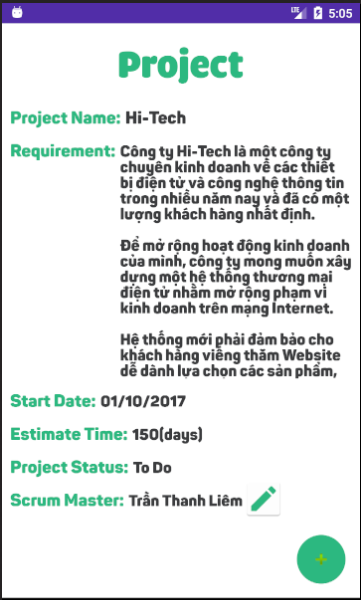 LTE 5:05
Project
Project Name: Hi-Tech
Requirement: Công ty Hi-Tech là một công ty
chuyên kinh doanh về các thiết
bị điện tử và công nghệ thông tin
trong nhiều năm nay và đã có một
lượng khách hàng nhất định.
Để mở rộng hoạt động kinh doanh
của mình, công ty mong muốn xây
dựng một hệ thống thương mại
điện tử nhằm mở rộng phạm vi
kinh doanh trên mạng Internet.
Hệ thống mới phải đảm bảo cho
khách hàng viếng thăm Website
dễ dành lựa chọn các sản phẩm,
Start Date: 01/10/2017
Estimate Time: 150(days)
Project Status: To Do
Scrum Master: Trần Thanh Liêm
+